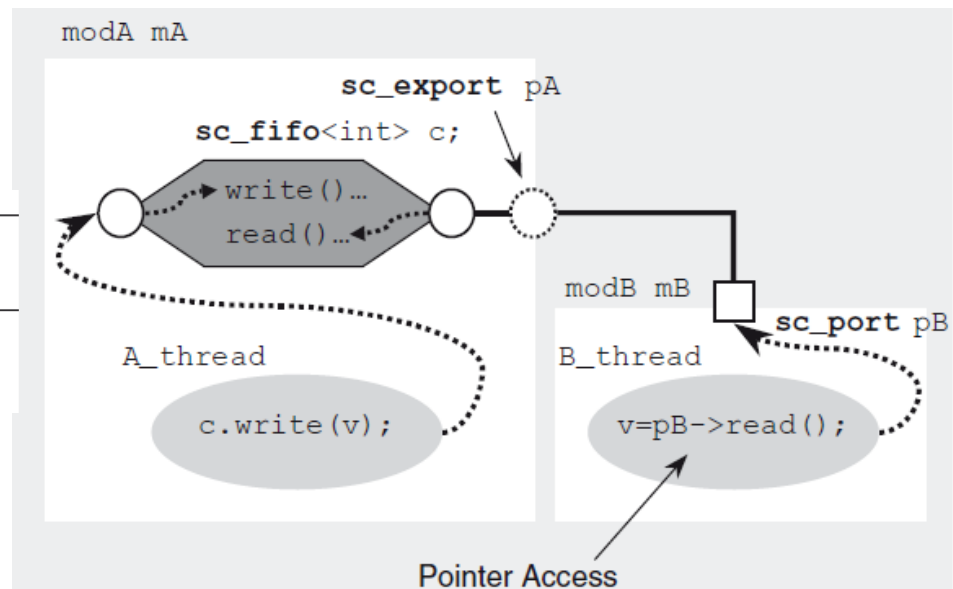 modA mA
sc_export pA
sc_fifo<int> c;
write()…
read()…
modB mB
sc_port pB
A_thread
B_thread
c.write(v);
v=pB->read();
Pointer Access